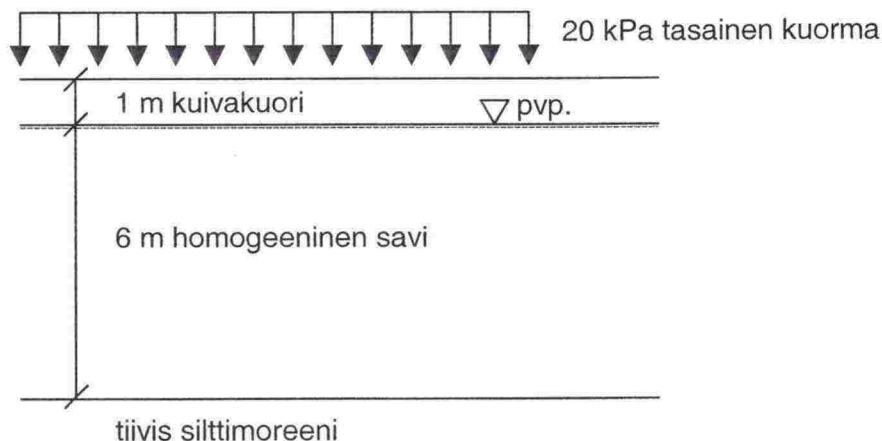 20 kPa tasainen kuorma
1 m kuivakuori
pvp.
6 m homogeeninen savi
tiivis silttimoreeni